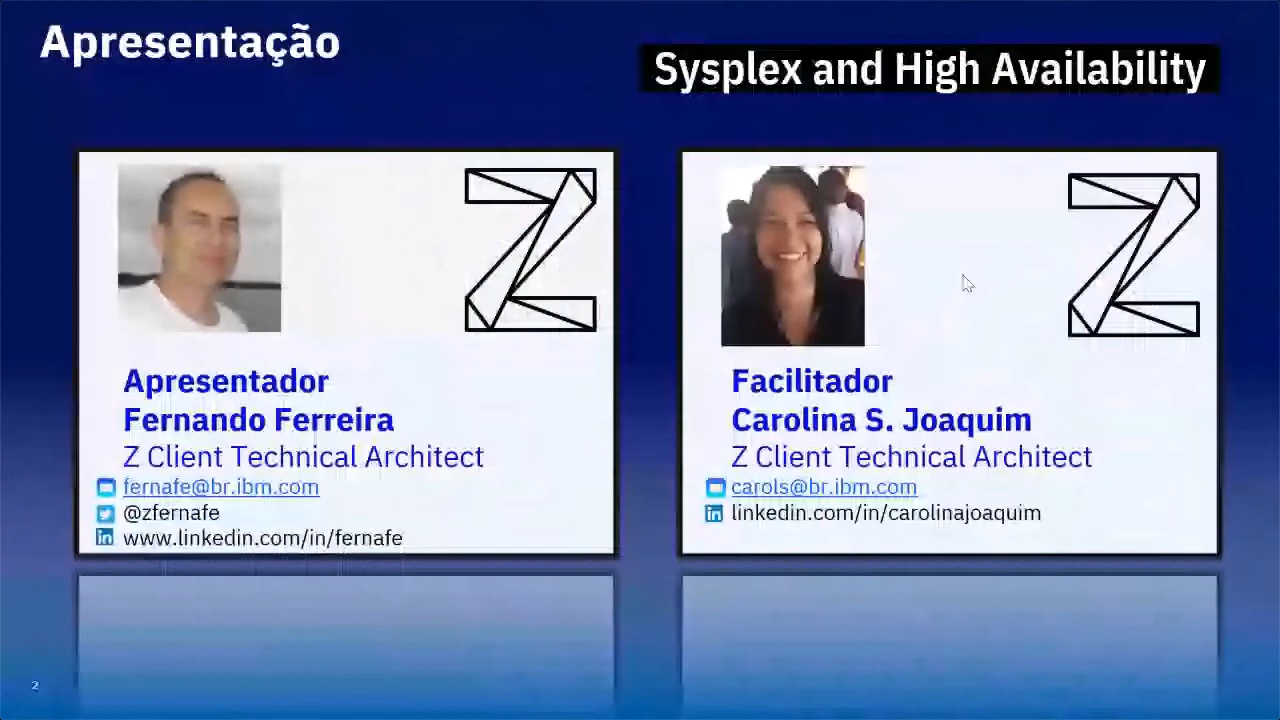 Apresentação
Sysplex and High Availability
Apresentador
Fernando Ferreira
Z Client Technical Architect
fernafe@br.ibm.com
@zfernafe
www.linkedin.com/in/fernafe
Facilitador
Carolina S. Joaquim
Z Client Technical Architect
carols@br.ibm.com
linkedin.com/in/carolinajoaquim
2